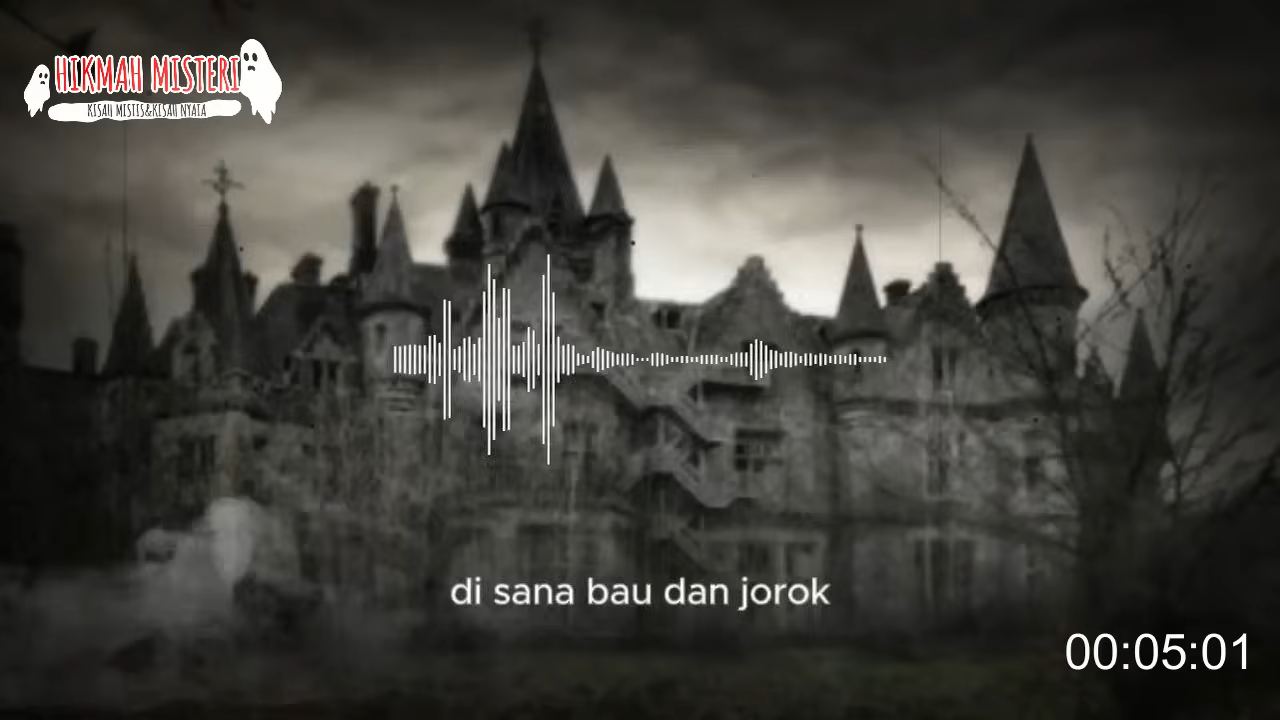 HIKMAH MISTERI
KISAH MISTIS&KISAH NYATA
di sana bau dan jorok
00:05:01